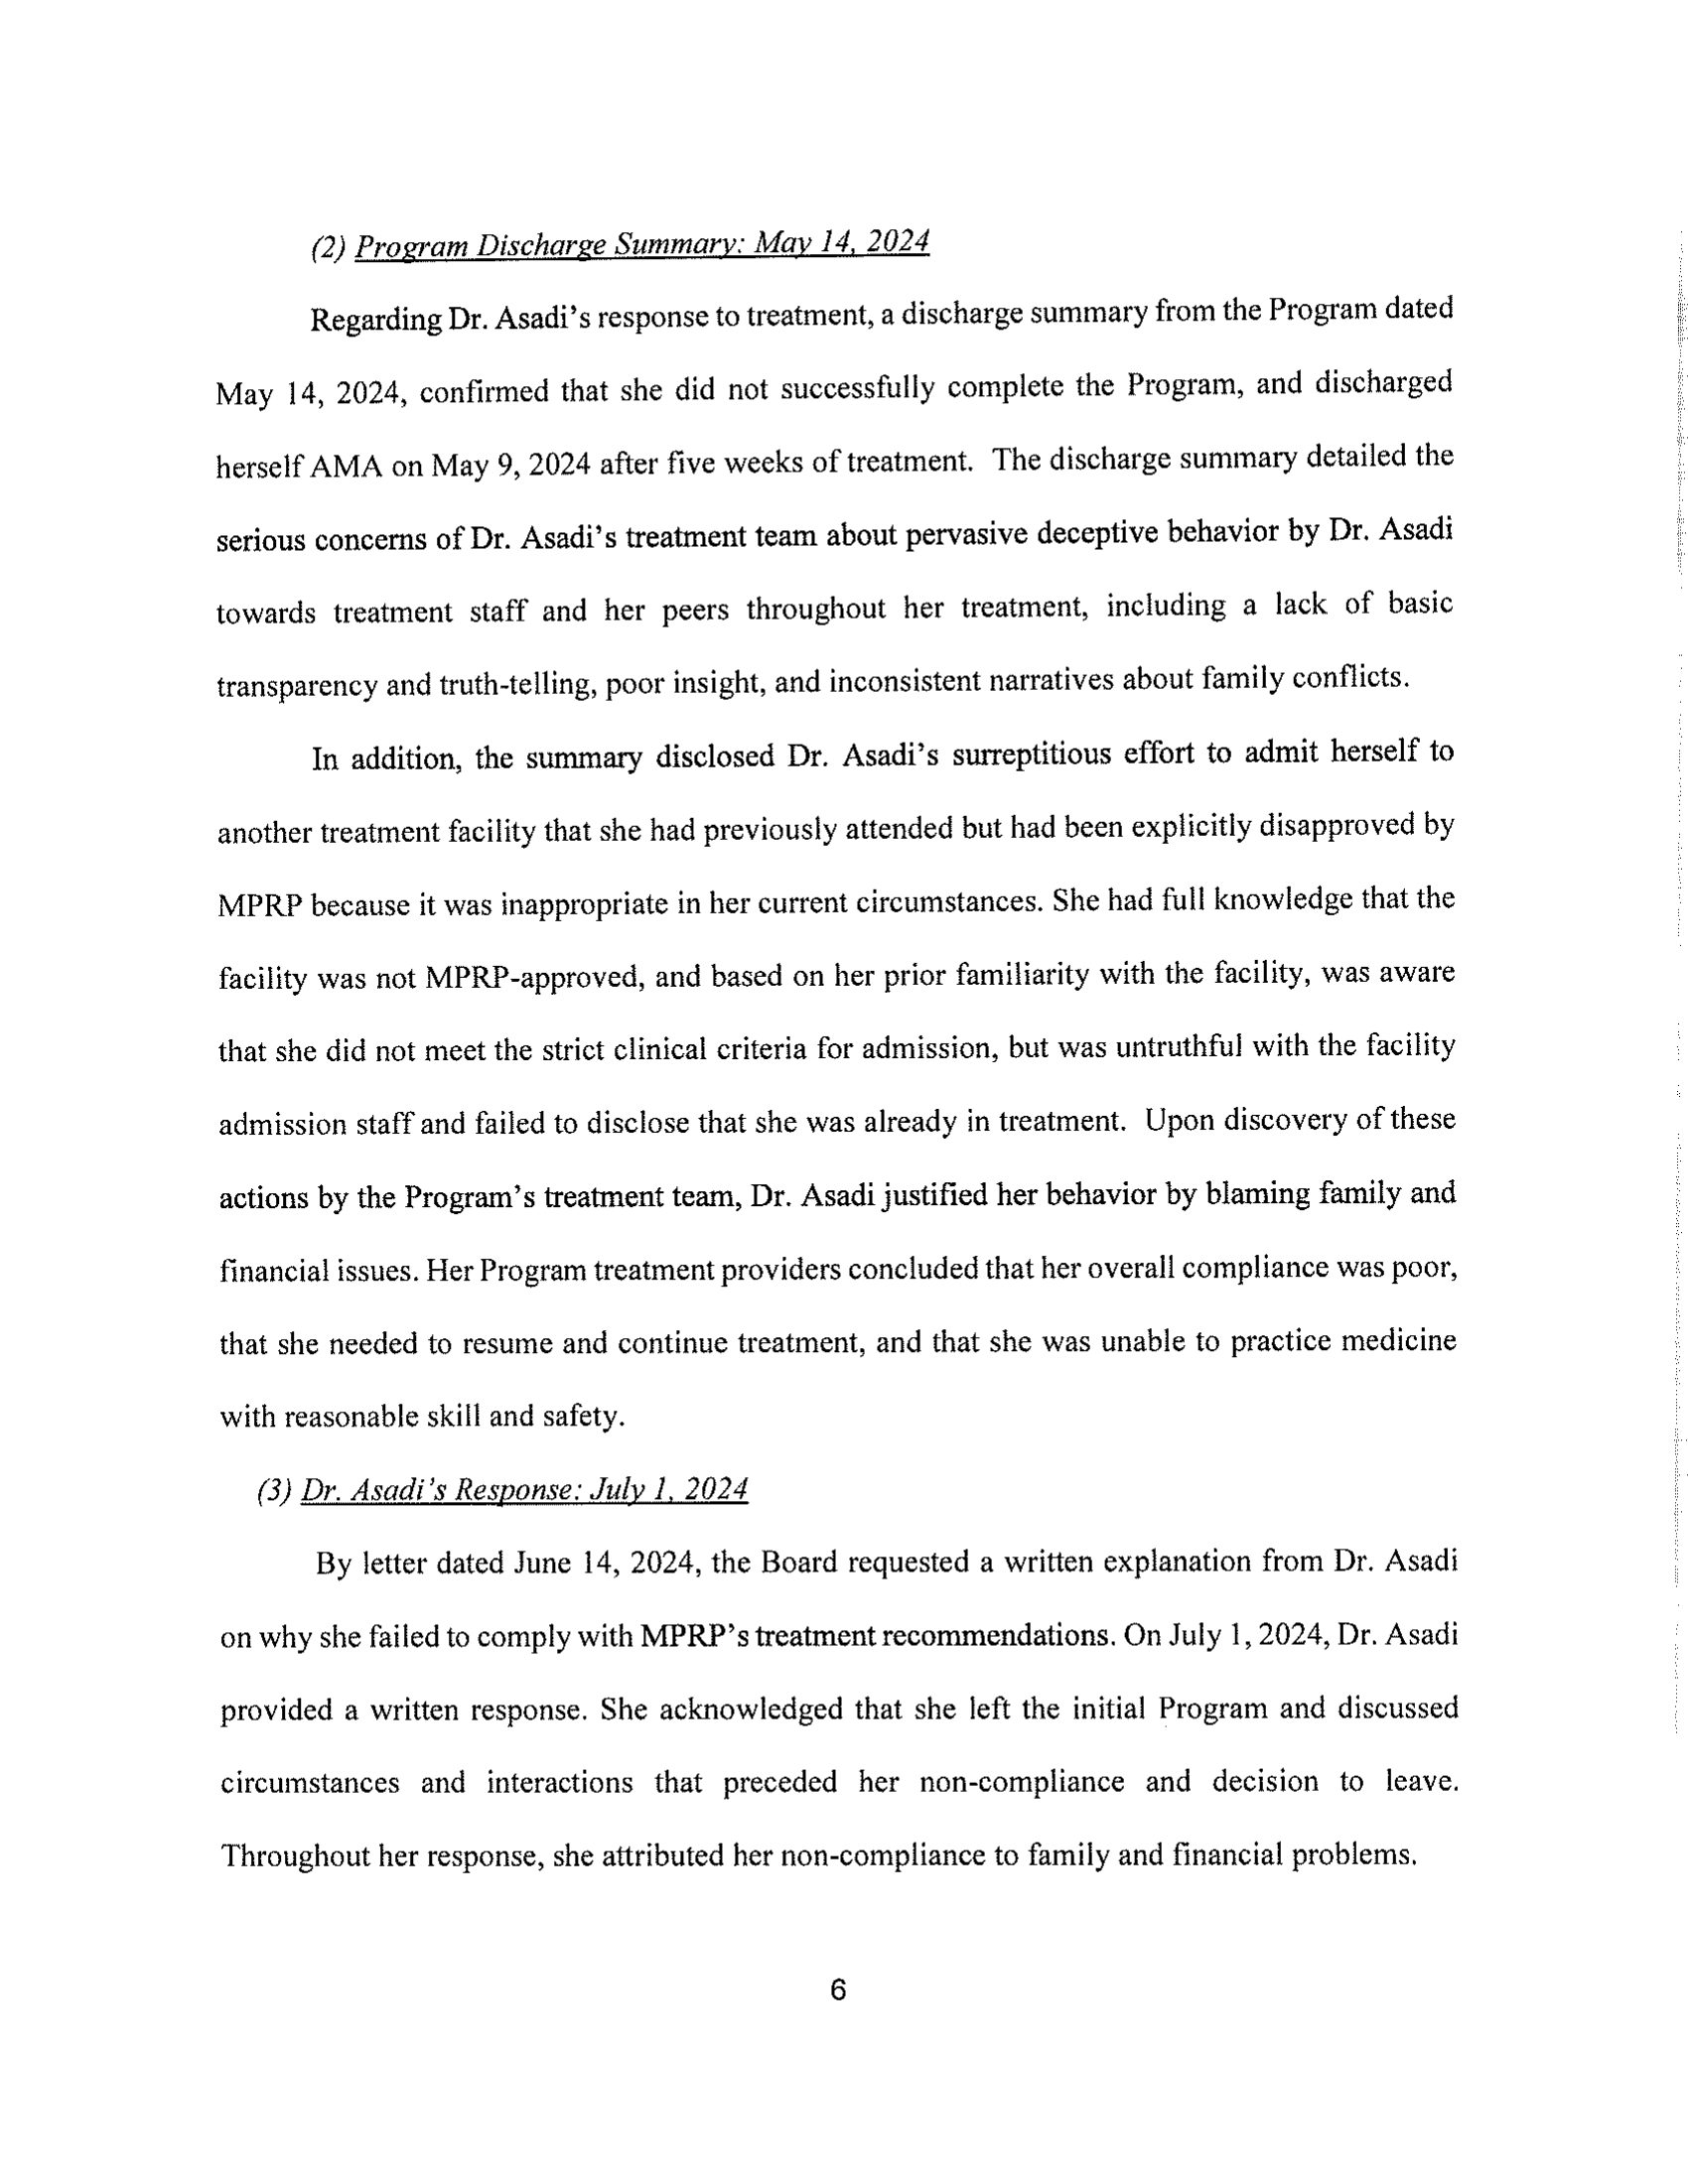 (2) Program Discharge Summary: May 14, 2024
Regarding Dr. Asadi's response to treatment, a discharge summary from the Program dated
May 14, 2024, confirmed that she did not successfully complete the Program, and discharged
herself AMA on May 9, 2024 after five weeks of treatment. The discharge summary detailed the
serious concerns of Dr. Asadi's treatment team about pervasive deceptive behavior by Dr. Asadi
towards treatment staff and her peers throughout her treatment, including a lack of basic
transparency and truth-telling, poor insight, and inconsistent narratives about family conflicts.
In addition, the summary disclosed Dr. Asadi's surreptitious effort to admit herself to
another treatment facility that she had previously attended but had been explicitly disapproved by
MPRP because it was inappropriate in her current circumstances. She had full knowledge that the
facility was not MPRP-approved, and based on her prior familiarity with the facility, was aware
that she did not meet the strict clinical criteria for admission, but was untruthful with the facility
admission staff and failed to disclose that she was already in treatment. Upon discovery of these
actions by the Program's treatment team, Dr. Asadi justified her behavior by blaming family and
financial issues. Her Program treatment providers concluded that her overall compliance was poor,
that she needed to resume and continue treatment, and that she was unable to practice medicine
with reasonable skill and safety.
(3) Dr. Asadi's Response: July 1, 2024
By letter dated June 14, 2024, the Board requested a written explanation from Dr. Asadi
on why she failed to comply with MPRP's treatment recommendations. On July 1, 2024, Dr. Asadi
provided a written response. She acknowledged that she left the initial Program and discussed
circumstances and interactions that preceded her non-compliance and decision to leave.
Throughout her response, she attributed her non-compliance to family and financial problems.
6